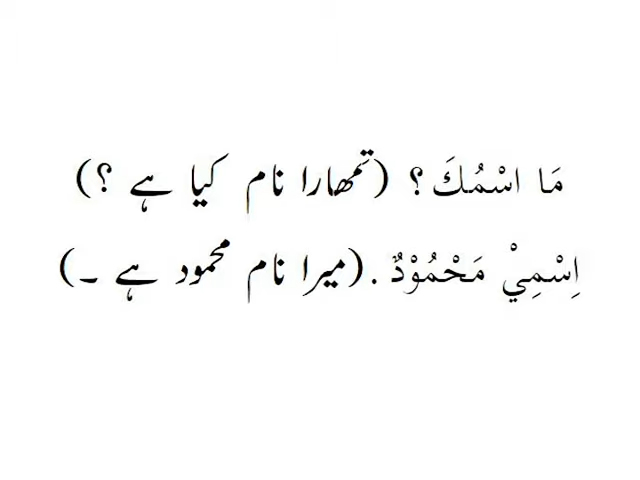 مَا اسْمُكَ؟ (تمھارا نام کیا ہے ؟)
اِسْمِيْ مَحْمُوْدٌ. (میرا نام محمود ہے ۔)